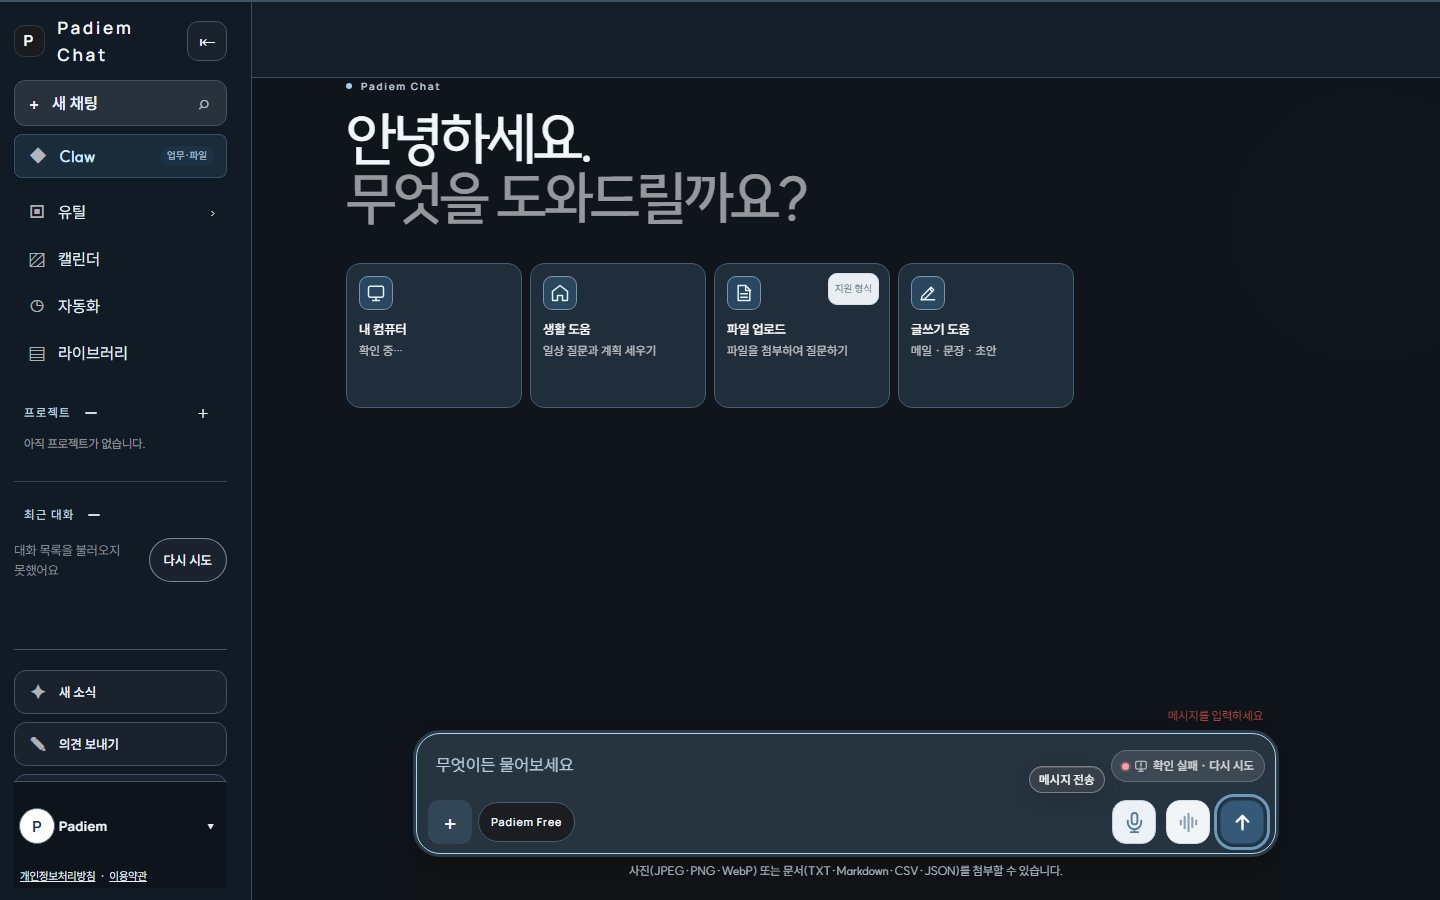 P
Padiem
Chat
+ 새 채팅
Claw 업무·파일
유틸
캘린더
자동화
라이브러리
프로젝트 — +
아직 프로젝트가 없습니다.
최근 대화 —
대화 목록을 불러오지
못했어요
다시 시도
새 소식
의견 보내기
P Padiem
개인정보처리방침 · 이용약관
Padiem Chat
안녕하세요.
무엇을 도와드릴까요?
내 컴퓨터
확인 중…
생활 도움
일상 질문과 계획 세우기
지원 형식
파일 업로드
파일을 첨부하여 질문하기
글쓰기 도움
메일 · 문장 · 초안
메시지를 입력하세요
무엇이든 물어보세요
확인 실패 · 다시 시도
메시지 전송
+ Padiem Free
사진(JPEG·PNG·WebP) 또는 문서(TXT·Markdown·CSV·JSON)를 첨부할 수 있습니다.